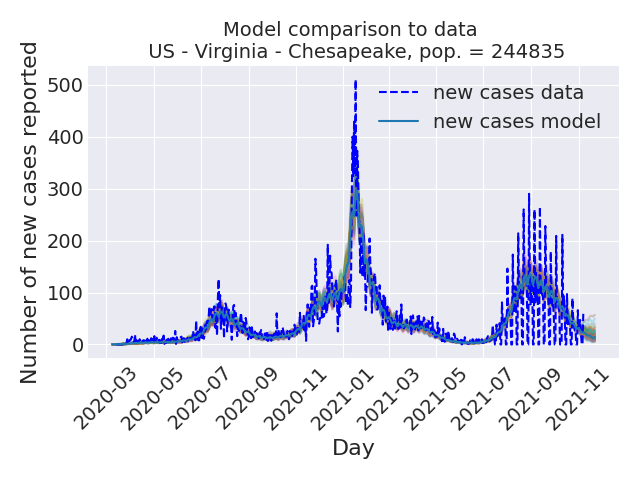 Model comparison to data
US - Virginia - Chesapeake, pop. = 244835
new cases data
new cases model
Number of new cases reported
500
400
300
200
100
0
2020-03
2020-05
2020-07
2020-09
2020-11
2021-01
2021-03
2021-05
2021-07
2021-09
2021-11
Day